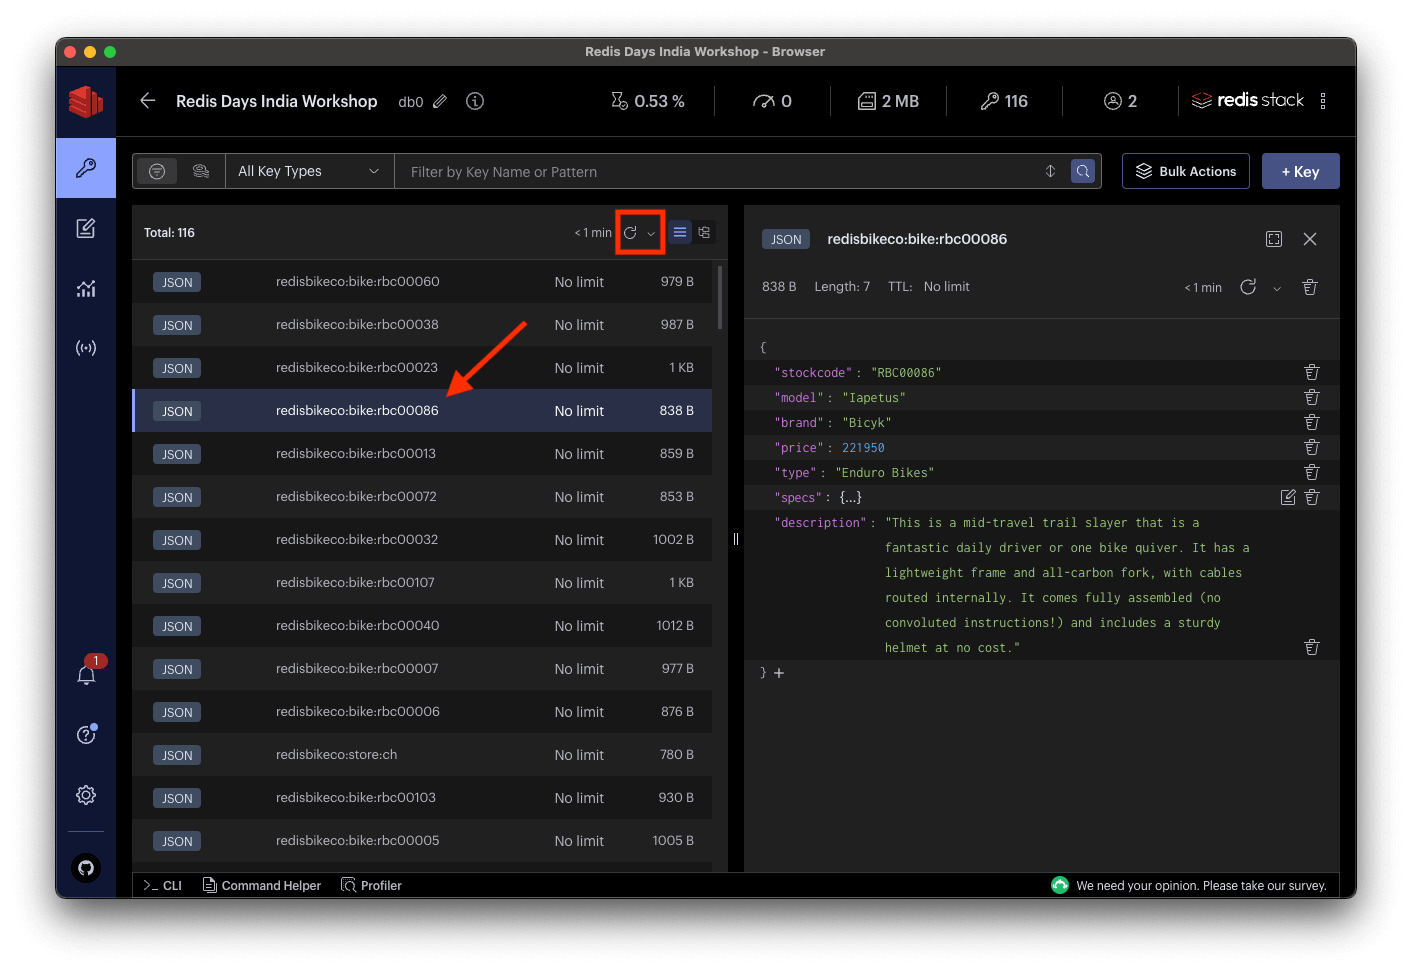 Redis Days India Workshop - Browser
Redis Days India Workshop db0 0.53 % 0 2 MB 116 2 redis stack
All Key Types Filter by Key Name or Pattern Bulk Actions + Key
Total: 116 < 1 min
JSON redisbikeco:bike:rbc00060 No limit 979 B
JSON redisbikeco:bike:rbc00038 No limit 987 B
JSON redisbikeco:bike:rbc00023 No limit 1 KB
JSON redisbikeco:bike:rbc00086 No limit 838 B
JSON redisbikeco:bike:rbc00013 No limit 859 B
JSON redisbikeco:bike:rbc00072 No limit 853 B
JSON redisbikeco:bike:rbc00032 No limit 1002 B
JSON redisbikeco:bike:rbc00107 No limit 1 KB
JSON redisbikeco:bike:rbc00040 No limit 1012 B
JSON redisbikeco:bike:rbc00007 No limit 977 B
JSON redisbikeco:bike:rbc00006 No limit 876 B
JSON redisbikeco:store:ch No limit 780 B
JSON redisbikeco:bike:rbc00103 No limit 930 B
JSON redisbikeco:bike:rbc00005 No limit 1005 B
JSON redisbikeco:bike:rbc00086
838 B Length: 7 TTL: No limit < 1 min
{
"stockcode" : "RBC00086"
"model" : "Iapetus"
"brand" : "Bicyk"
"price" : 221950
"type" : "Enduro Bikes"
"specs" : {...}
"description" : "This is a mid-travel trail slayer that is a
fantastic daily driver or one bike quiver. It has a
lightweight frame and all-carbon fork, with cables
routed internally. It comes fully assembled (no
convoluted instructions!) and includes a sturdy
helmet at no cost."
} +
1
>_ CLI Command Helper Profiler We need your opinion. Please take our survey.